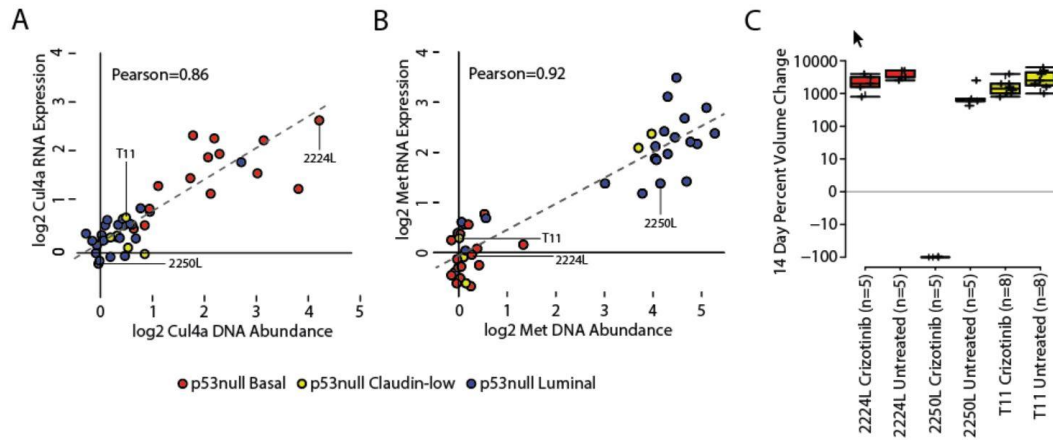 A
B
C
Pearson=0.86
Pearson=0.92
log2 Cul4a RNA Expression
4
3
2
1
0
T11
2224L
2250L
0
1
2
3
4
5
log2 Cul4a DNA Abundance
log2 Met RNA Expression
4
3
2
1
0
2250L
T11
2224L
0
1
2
3
4
5
log2 Met DNA Abundance
14 Day Percent Volume Change
10000
1000
100
10
0
−10
−100
2224L Crizotinib (n=5)
2224L Untreated (n=5)
2250L Crizotinib (n=5)
2250L Untreated (n=5)
T11 Crizotinib (n=8)
T11 Untreated (n=8)
p53null Basal
p53null Claudin-low
p53null Luminal